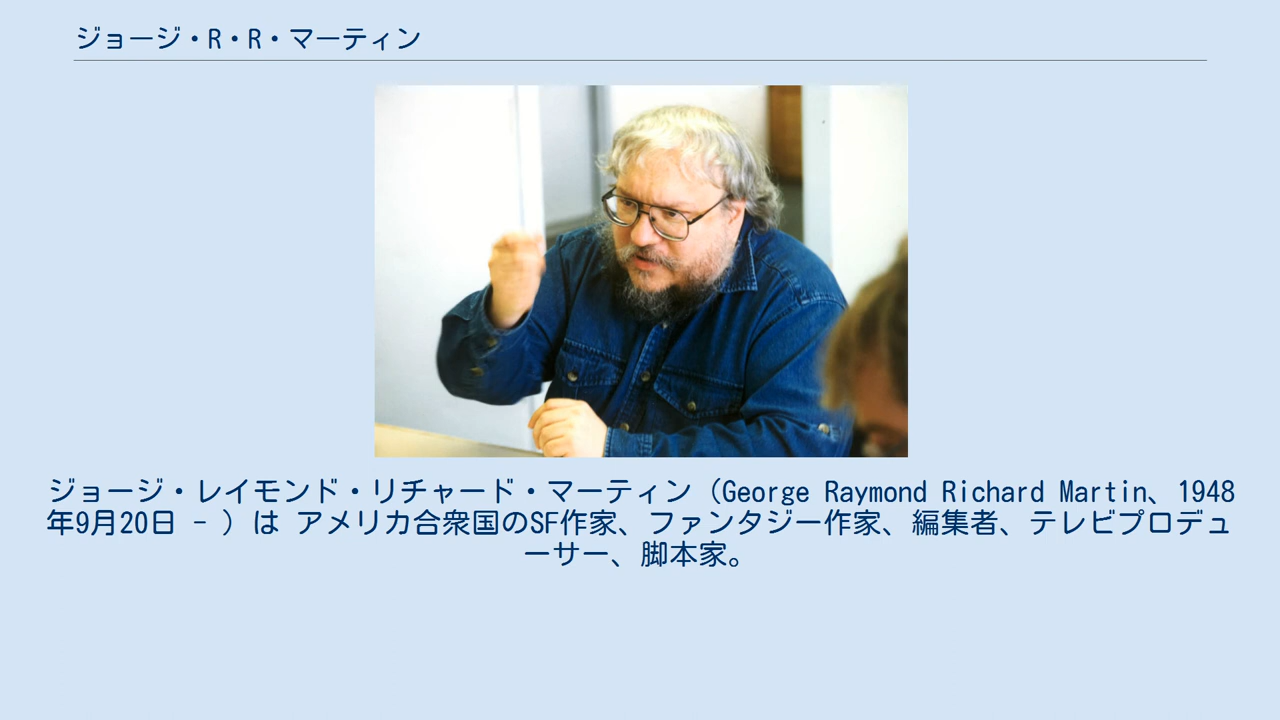 ジョージ・R・R・マーティン
ジョージ・レイモンド・リチャード・マーティン（George Raymond Richard Martin、1948
年9月20日 - ）は アメリカ合衆国のSF作家、ファンタジー作家、編集者、テレビプロデュ
ーサー、脚本家。